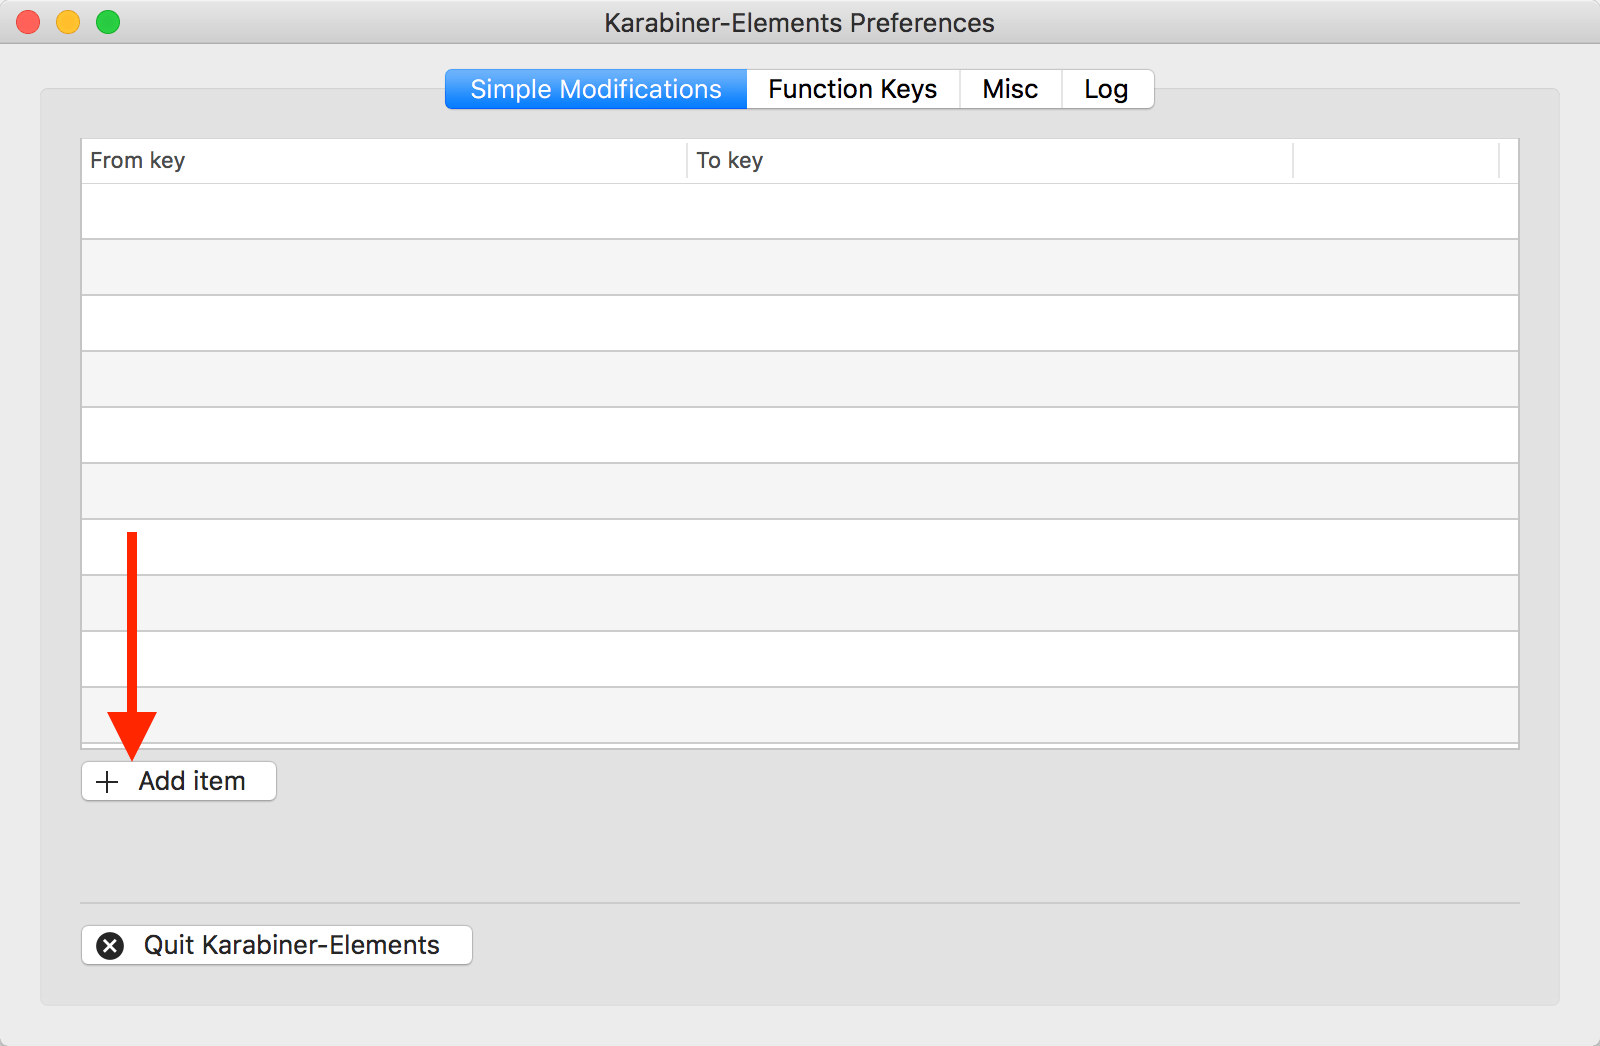 Karabiner-Elements Preferences
Simple Modifications Function Keys Misc Log
From key To key
Add item
Quit Karabiner-Elements